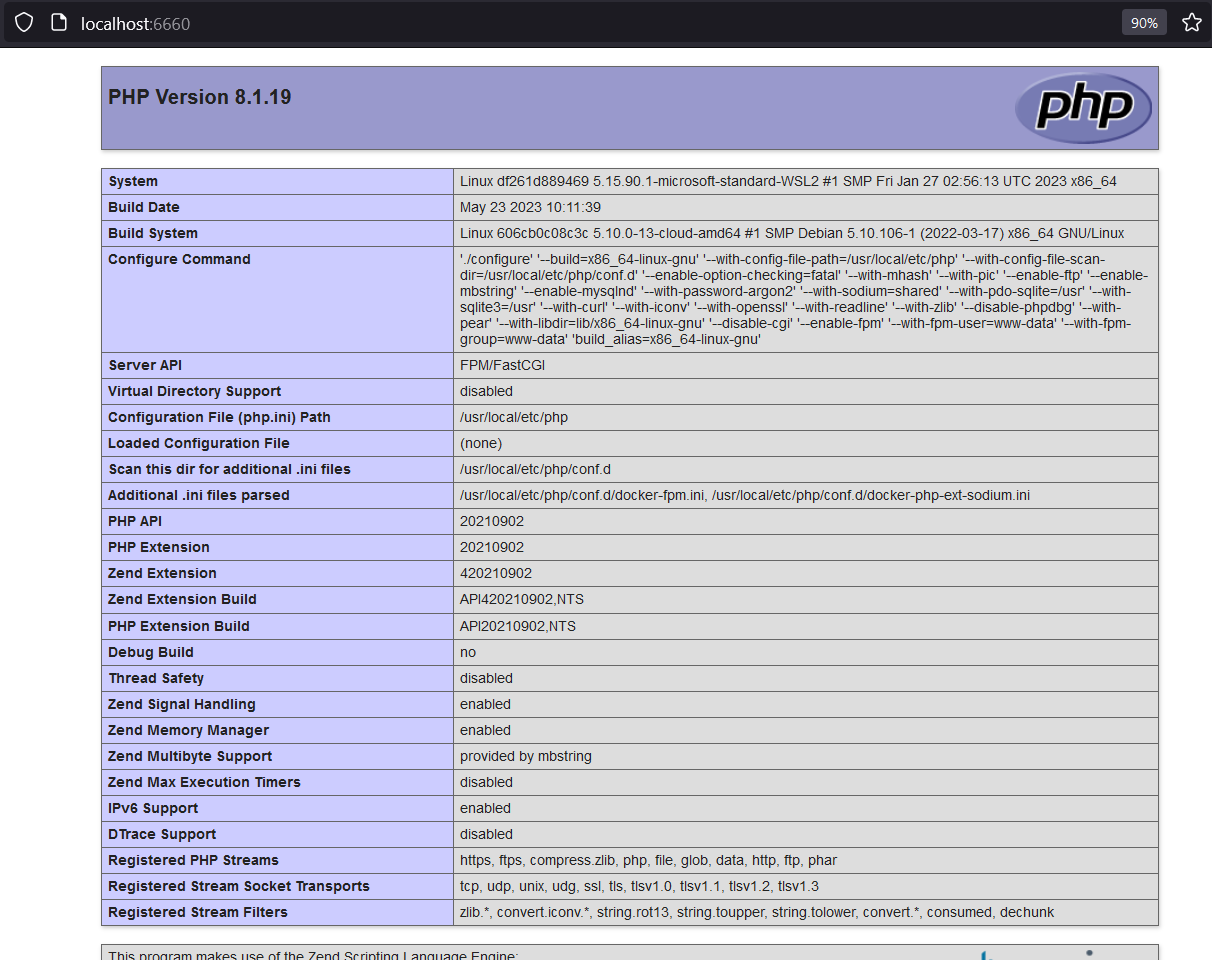 localhost:6660
90%
PHP Version 8.1.19
php
System Linux df261d889469 5.15.90.1-microsoft-standard-WSL2 #1 SMP Fri Jan 27 02:56:13 UTC 2023 x86_64
Build Date May 23 2023 10:11:39
Build System Linux 606cb0c08c3c 5.10.0-13-cloud-amd64 #1 SMP Debian 5.10.106-1 (2022-03-17) x86_64 GNU/Linux
Configure Command './configure' '--build=x86_64-linux-gnu' '--with-config-file-path=/usr/local/etc/php' '--with-config-file-scan-
dir=/usr/local/etc/php/conf.d' '--enable-option-checking=fatal' '--with-mhash' '--with-pic' '--enable-ftp' '--enable-
mbstring' '--enable-mysqlnd' '--with-password-argon2' '--with-sodium=shared' '--with-pdo-sqlite=/usr' '--with-
sqlite3=/usr' '--with-curl' '--with-iconv' '--with-openssl' '--with-readline' '--with-zlib' '--disable-phpdbg' '--with-
pear' '--with-libdir=lib/x86_64-linux-gnu' '--disable-cgi' '--enable-fpm' '--with-fpm-user=www-data' '--with-fpm-
group=www-data' 'build_alias=x86_64-linux-gnu'
Server API FPM/FastCGI
Virtual Directory Support disabled
Configuration File (php.ini) Path /usr/local/etc/php
Loaded Configuration File (none)
Scan this dir for additional .ini files /usr/local/etc/php/conf.d
Additional .ini files parsed /usr/local/etc/php/conf.d/docker-fpm.ini, /usr/local/etc/php/conf.d/docker-php-ext-sodium.ini
PHP API 20210902
PHP Extension 20210902
Zend Extension 420210902
Zend Extension Build API420210902,NTS
PHP Extension Build API20210902,NTS
Debug Build no
Thread Safety disabled
Zend Signal Handling enabled
Zend Memory Manager enabled
Zend Multibyte Support provided by mbstring
Zend Max Execution Timers disabled
IPv6 Support enabled
DTrace Support disabled
Registered PHP Streams https, ftps, compress.zlib, php, file, glob, data, http, ftp, phar
Registered Stream Socket Transports tcp, udp, unix, udg, ssl, tls, tlsv1.0, tlsv1.1, tlsv1.2, tlsv1.3
Registered Stream Filters zlib.*, convert.iconv.*, string.rot13, string.toupper, string.tolower, convert.*, consumed, dechunk
This program makes use of the Zend Scripting Language Engine: